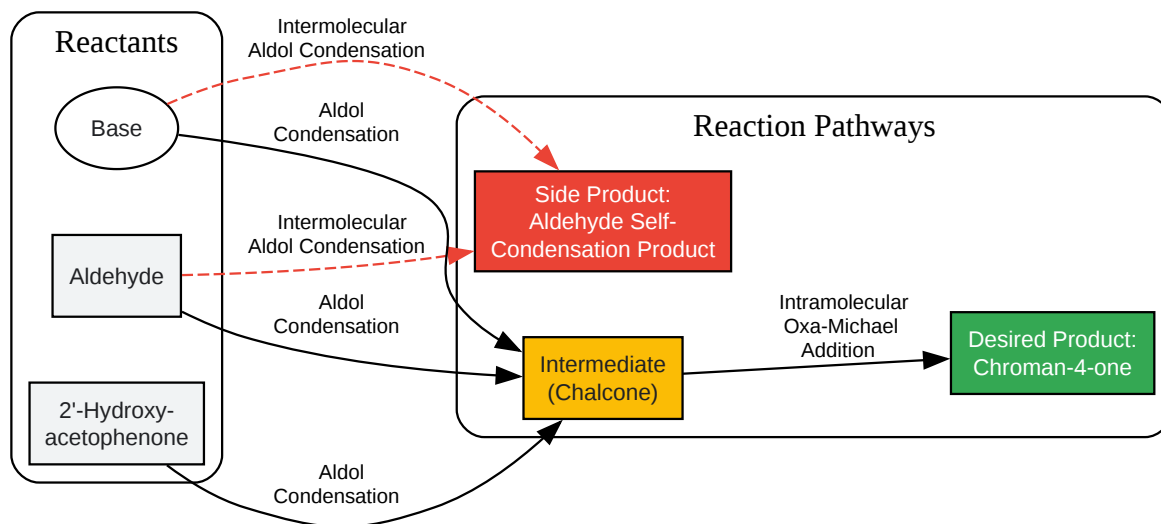 Reactants
Base
Aldehyde
2'-Hydroxy-
acetophenone
Intermolecular
Aldol Condensation
Aldol
Condensation
Intermolecular
Aldol Condensation
Aldol
Condensation
Aldol
Condensation
Reaction Pathways
Side Product:
Aldehyde Self-
Condensation Product
Intermediate
(Chalcone)
Intramolecular
Oxa-Michael
Addition
Desired Product:
Chroman-4-one